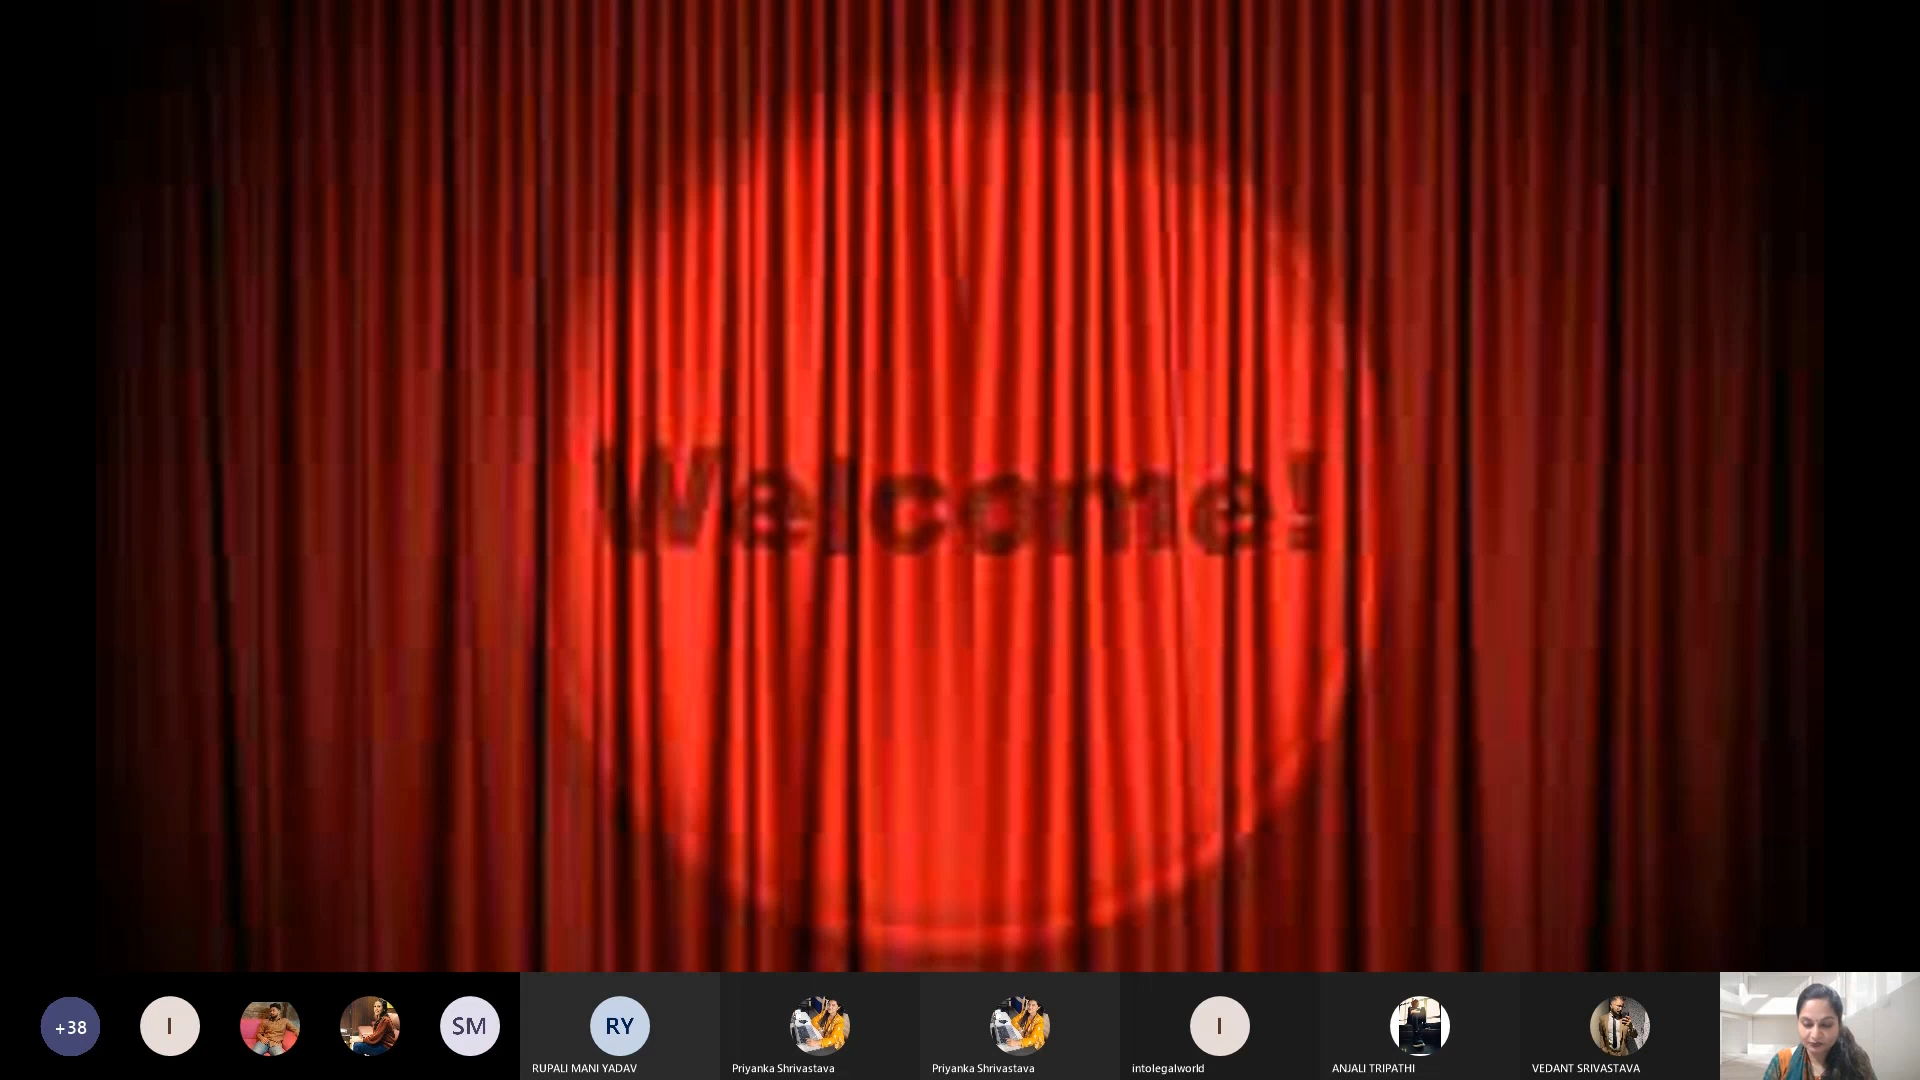 Welcome!
+38
I
SM
RY
I
RUPALI MANI YADAV
Priyanka Shrivastava
Priyanka Shrivastava
intolegalworld
ANJALI TRIPATHI
VEDANT SRIVASTAVA